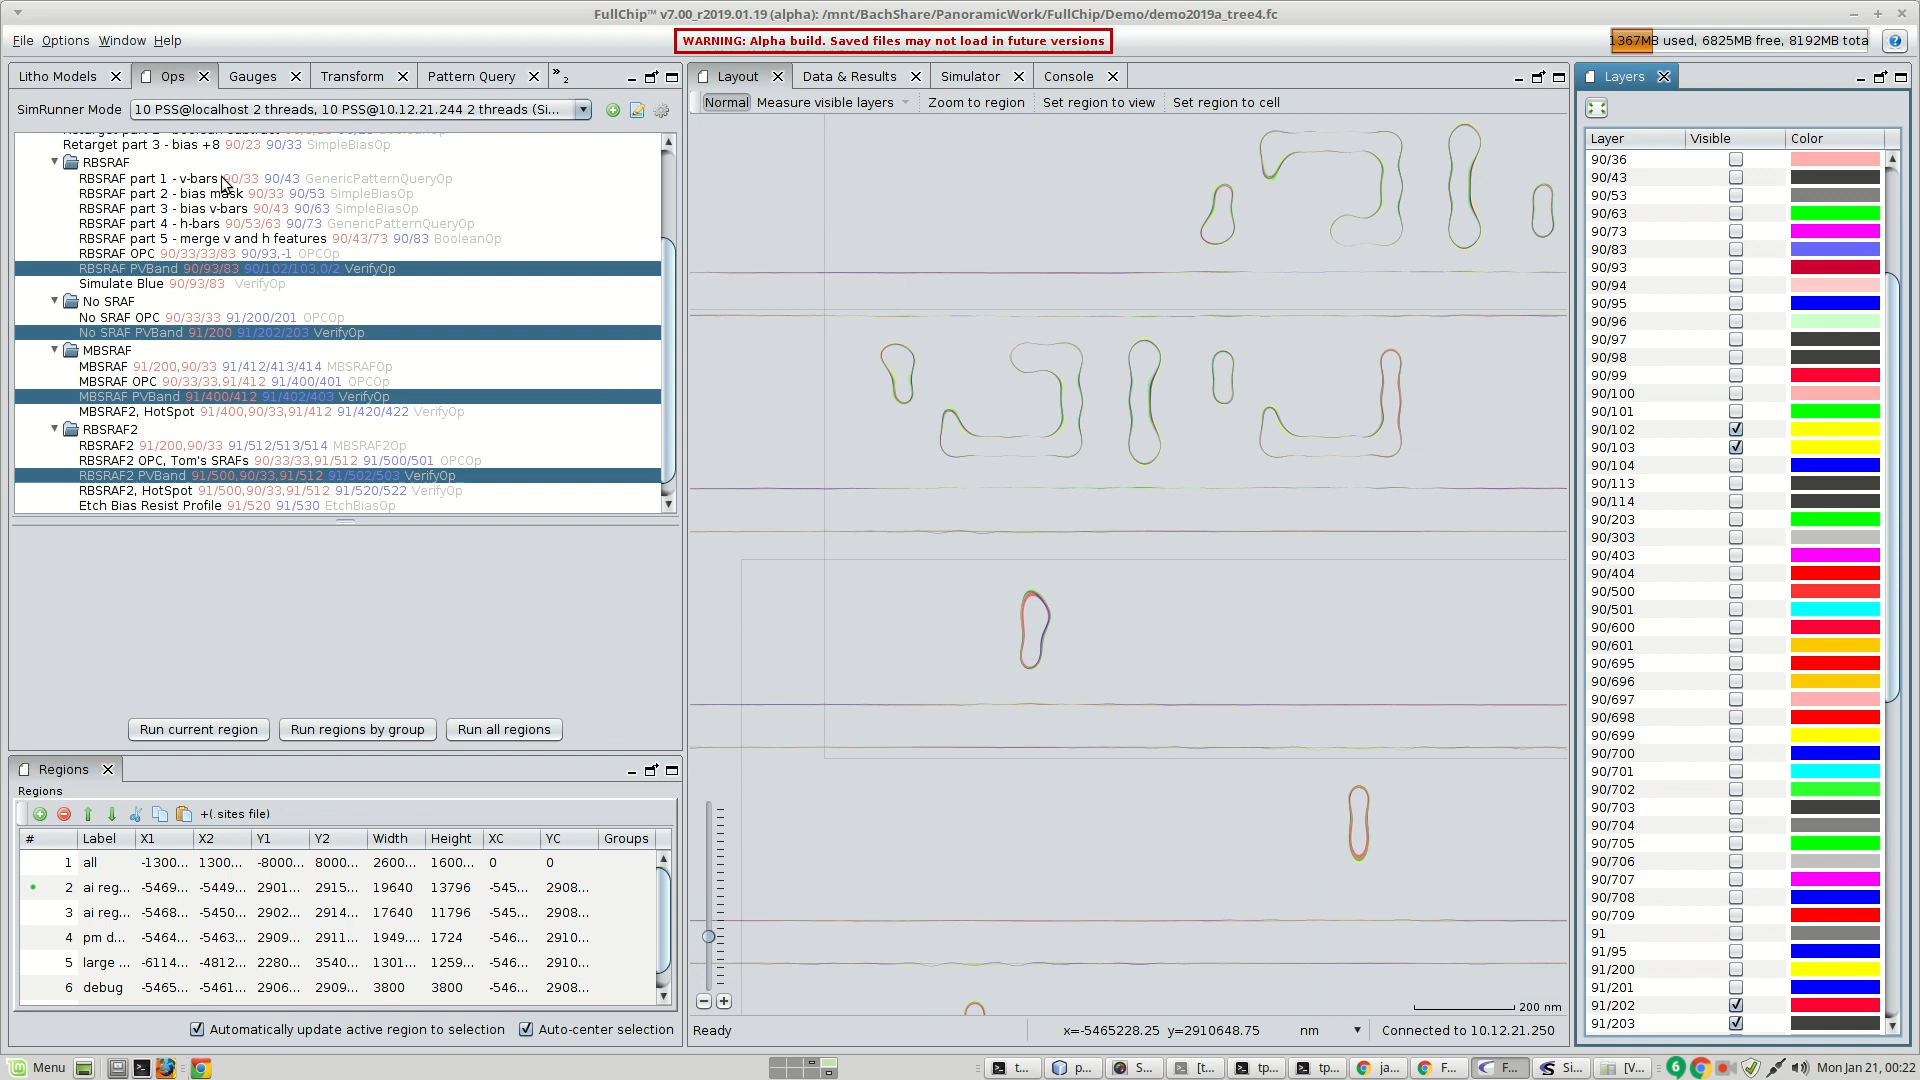 FullChip™ v7.00_r2019.01.19 (alpha): /mnt/BachShare/PanoramicWork/FullChip/Demo/demo2019a_tree4.fc
File Options Window Help
WARNING: Alpha build. Saved files may not load in future versions
1367MB used, 6825MB free, 8192MB tota
Litho Models Ops Gauges Transform Pattern Query »2
SimRunner Mode 10 PSS@localhost 2 threads, 10 PSS@10.12.21.244 2 threads (Si...
Retarget part 3 - bias +8 90/23 90/33 SimpleBiasOp
RBSRAF
RBSRAF part 1 - v-bars 90/33 90/43 GenericPatternQueryOp
RBSRAF part 2 - bias mask 90/33 90/53 SimpleBiasOp
RBSRAF part 3 - bias v-bars 90/43 90/63 SimpleBiasOp
RBSRAF part 4 - h-bars 90/53/63 90/73 GenericPatternQueryOp
RBSRAF part 5 - merge v and h features 90/43/73 90/83 BooleanOp
RBSRAF OPC 90/33/33/83 90/93,-1 OPCOp
RBSRAF PVBand 90/93/83 90/102/103,0/2 VerifyOp
Simulate Blue 90/93/83 VerifyOp
No SRAF
No SRAF OPC 90/33/33 91/200/201 OPCOp
No SRAF PVBand 91/200 91/202/203 VerifyOp
MBSRAF
MBSRAF 91/200,90/33 91/412/413/414 MBSRAFOp
MBSRAF OPC 90/33/33,91/412 91/400/401 OPCOp
MBSRAF PVBand 91/400/412 91/402/403 VerifyOp
MBSRAF2, HotSpot 91/400,90/33,91/412 91/420/422 VerifyOp
RBSRAF2
RBSRAF2 91/200,90/33 91/512/513/514 MBSRAF2Op
RBSRAF2 OPC, Tom's SRAFs 90/33/33,91/512 91/500/501 OPCOp
RBSRAF2 PVBand 91/500,90/33,91/512 91/502/503 VerifyOp
RBSRAF2, HotSpot 91/500,90/33,91/512 91/520/522 VerifyOp
Etch Bias Resist Profile 91/520 91/530 EtchBiasOp
Run current region Run regions by group Run all regions
Regions
Regions
+(.sites file)
# Label X1 X2 Y1 Y2 Width Height XC YC Groups
1 all -1300... 1300... -8000... 8000... 2600... 1600... 0 0
2 ai reg... -5469... -5449... 2901... 2915... 19640 13796 -545... 2908...
3 ai reg... -5468... -5450... 2902... 2914... 17640 11796 -545... 2908...
4 pm d... -5464... -5463... 2909... 2911... 1949.... 1724 -546... 2910...
5 large ... -6114... -4812... 2280... 3540... 1301... 1259... -546... 2910...
6 debug -5465... -5461... 2906... 2909... 3800 3800 -546... 2908...
Automatically update active region to selection Auto-center selection
Layout Data & Results Simulator Console
Normal Measure visible layers Zoom to region Set region to view Set region to cell
200 nm
Ready x=-5465228.25 y=2910648.75 nm Connected to 10.12.21.250
Layers
Layer Visible Color
90/36
90/43
90/53
90/63
90/73
90/83
90/93
90/94
90/95
90/96
90/97
90/98
90/99
90/100
90/101
90/102
90/103
90/104
90/113
90/114
90/203
90/303
90/403
90/404
90/500
90/501
90/600
90/601
90/695
90/696
90/697
90/698
90/699
90/700
90/701
90/702
90/703
90/704
90/705
90/706
90/707
90/708
90/709
91
91/95
91/200
91/201
91/202
91/203
Menu t... p... S... [t... tp... tp... ja... F... F... Si... [V... 6 Mon Jan 21, 00:22